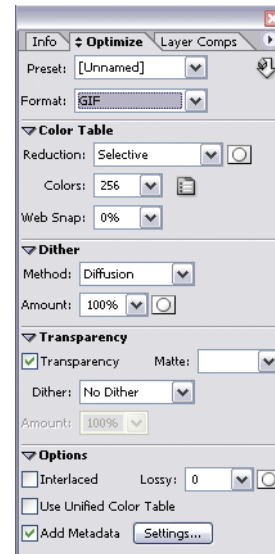 Info Optimize Layer Comps
Preset: [Unnamed]
Format: GIF
Color Table
Reduction: Selective
Colors: 256
Web Snap: 0%
Dither
Method: Diffusion
Amount: 100%
Transparency
Transparency Matte:
Dither: No Dither
Amount: 100%
Options
Interlaced Lossy: 0
Use Unified Color Table
Add Metadata Settings...